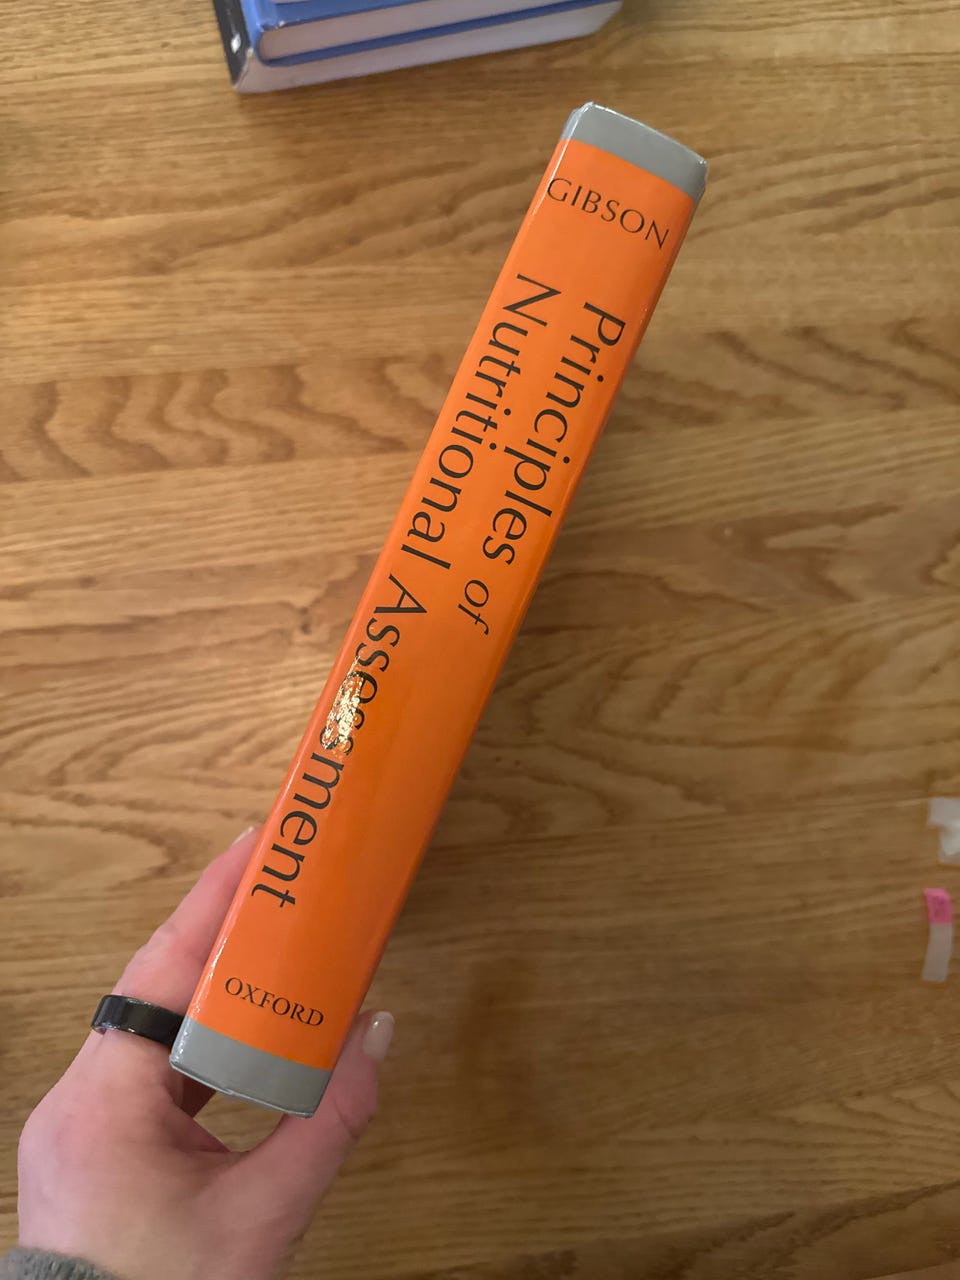 GIBSON
Principles of
Nutritional Assessment
OXFORD